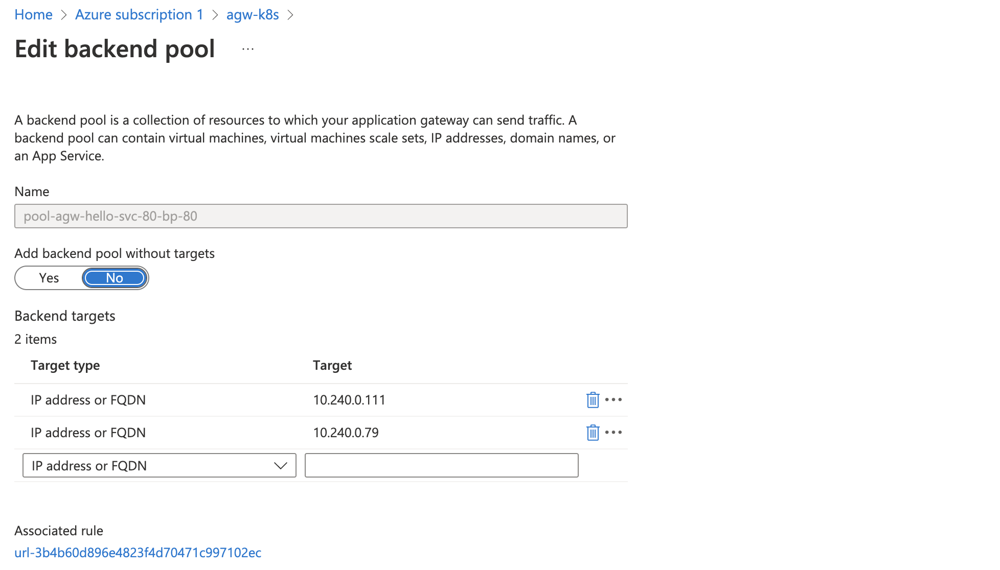 Home > Azure subscription 1 > agw-k8s >
Edit backend pool ...
A backend pool is a collection of resources to which your application gateway can send traffic. A
backend pool can contain virtual machines, virtual machines scale sets, IP addresses, domain names, or
an App Service.
Name
pool-agw-hello-svc-80-bp-80
Add backend pool without targets
Yes No
Backend targets
2 items
Target type Target
IP address or FQDN 10.240.0.111
IP address or FQDN 10.240.0.79
IP address or FQDN
Associated rule
url-3b4b60d896e4823f4d70471c997102ec